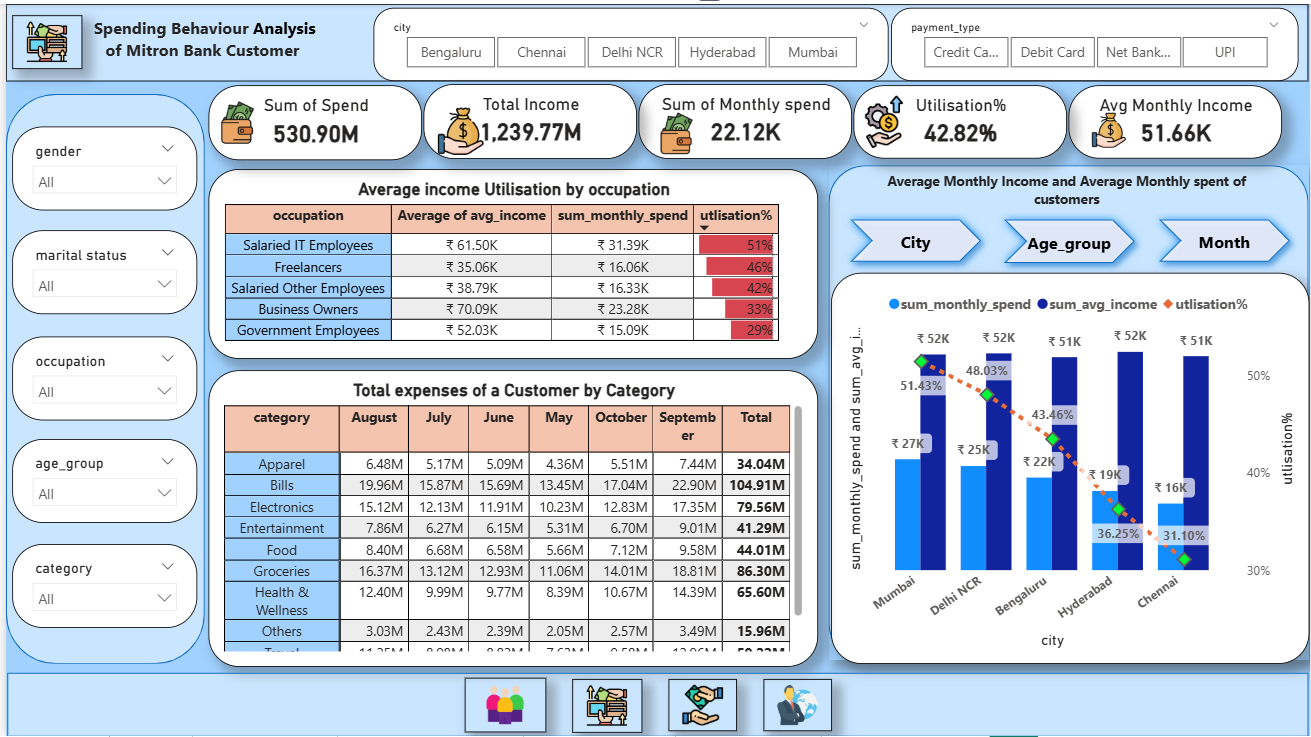 Spending Behaviour Analysis
of Mitron Bank Customer
city
Bengaluru Chennai Delhi NCR Hyderabad Mumbai
payment_type
Credit Ca... Debit Card Net Bank... UPI
gender
All
marital status
All
occupation
All
age_group
All
category
All
Sum of Spend
530.90M
Total Income
1,239.77M
Sum of Monthly spend
22.12K
Utilisation%
42.82%
Avg Monthly Income
51.66K
Average income Utilisation by occupation
occupation Average of avg_income sum_monthly_spend utlisation%
Salaried IT Employees ₹ 61.50K ₹ 31.39K 51%
Freelancers ₹ 35.06K ₹ 16.06K 46%
Salaried Other Employees ₹ 38.79K ₹ 16.33K 42%
Business Owners ₹ 70.09K ₹ 23.28K 33%
Government Employees ₹ 52.03K ₹ 15.09K 29%
Total expenses of a Customer by Category
category August July June May October Septemb
er Total
Apparel 6.48M 5.17M 5.09M 4.36M 5.51M 7.44M 34.04M
Bills 19.96M 15.87M 15.69M 13.45M 17.04M 22.90M 104.91M
Electronics 15.12M 12.13M 11.91M 10.23M 12.83M 17.35M 79.56M
Entertainment 7.86M 6.27M 6.15M 5.31M 6.70M 9.01M 41.29M
Food 8.40M 6.68M 6.58M 5.66M 7.12M 9.58M 44.01M
Groceries 16.37M 13.12M 12.93M 11.06M 14.01M 18.81M 86.30M
Health &
Wellness 12.40M 9.99M 9.77M 8.39M 10.67M 14.39M 65.60M
Others 3.03M 2.43M 2.39M 2.05M 2.57M 3.49M 15.96M
Average Monthly Income and Average Monthly spent of
customers
City Age_group Month
sum_monthly_spend sum_avg_income utlisation%
sum_monthly_spend and sum_avg_i...
₹ 52K ₹ 52K ₹ 51K ₹ 52K ₹ 51K
51.43% 48.03% 43.46% 36.25% 31.10%
₹ 27K ₹ 25K ₹ 22K ₹ 19K ₹ 16K
50%
40%
30%
utlisation%
Mumbai Delhi NCR Bengaluru Hyderabad Chennai
city